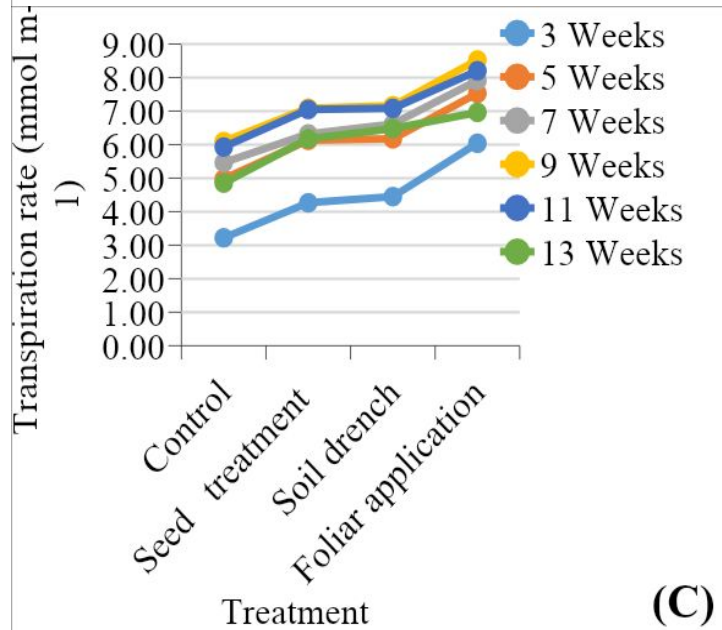 Transpiration rate (mmol m-
1)
9.00
8.00
7.00
6.00
5.00
4.00
3.00
2.00
1.00
0.00
Control
Seed treatment
Soil drench
Foliar application
Treatment
3 Weeks
5 Weeks
7 Weeks
9 Weeks
11 Weeks
13 Weeks
(C)